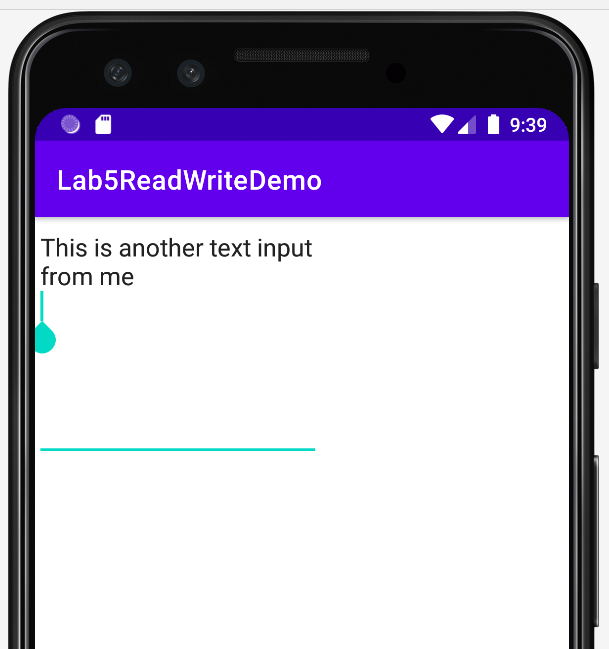 9:39
Lab5ReadWriteDemo
This is another text input
from me